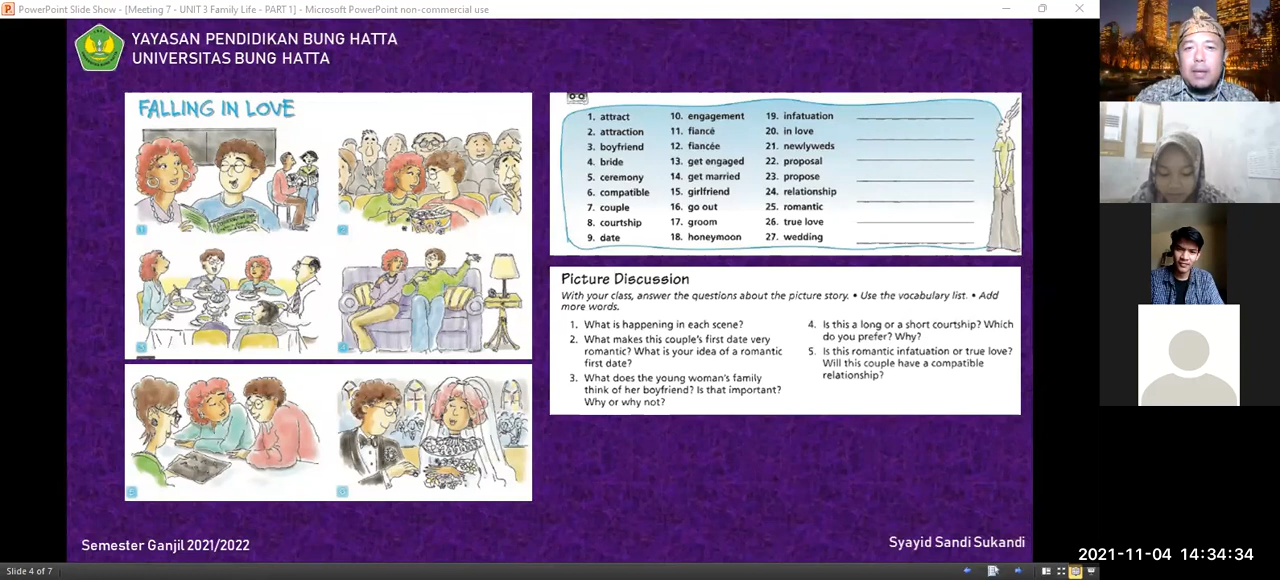 PowerPoint Slide Show - [Meeting 7 - UNIT 3 Family Life - PART 1] - Microsoft PowerPoint non-commercial use
YAYASAN PENDIDIKAN BUNG HATTA
UNIVERSITAS BUNG HATTA
FALLING IN LOVE
1
2
3. boyfriend
1. attract
2. attraction
4. bride
5. ceremony
6. compatible
7. couple
8. courtship
9. date
10. engagement
11. fiancé
12. fiancée
13. get engaged
14. get married
15. girlfriend
16. go out
17. groom
18. honeymoon
19. infatuation
20. in love
21. newlyweds
22. proposal
23. propose
24. relationship
25. romantic
26. true love
27. wedding
Picture Discussion
With your class, answer the questions about the picture story. • Use the vocabulary list. • Add
more words.
1. What is happening in each scene?
2. What makes this couple's first date very
romantic? What is your idea of a romantic
first date?
3. What does the young woman's family
think of her boyfriend? Is that important?
Why or why not?
4. Is this a long or a short courtship? Which
do you prefer? Why?
5. Is this romantic infatuation or true love?
Will this couple have a compatible
relationship?
Semester Ganjil 2021/2022
Syayid Sandi Sukandi
2021-11-04 14:34:34
Slide 4 of 7